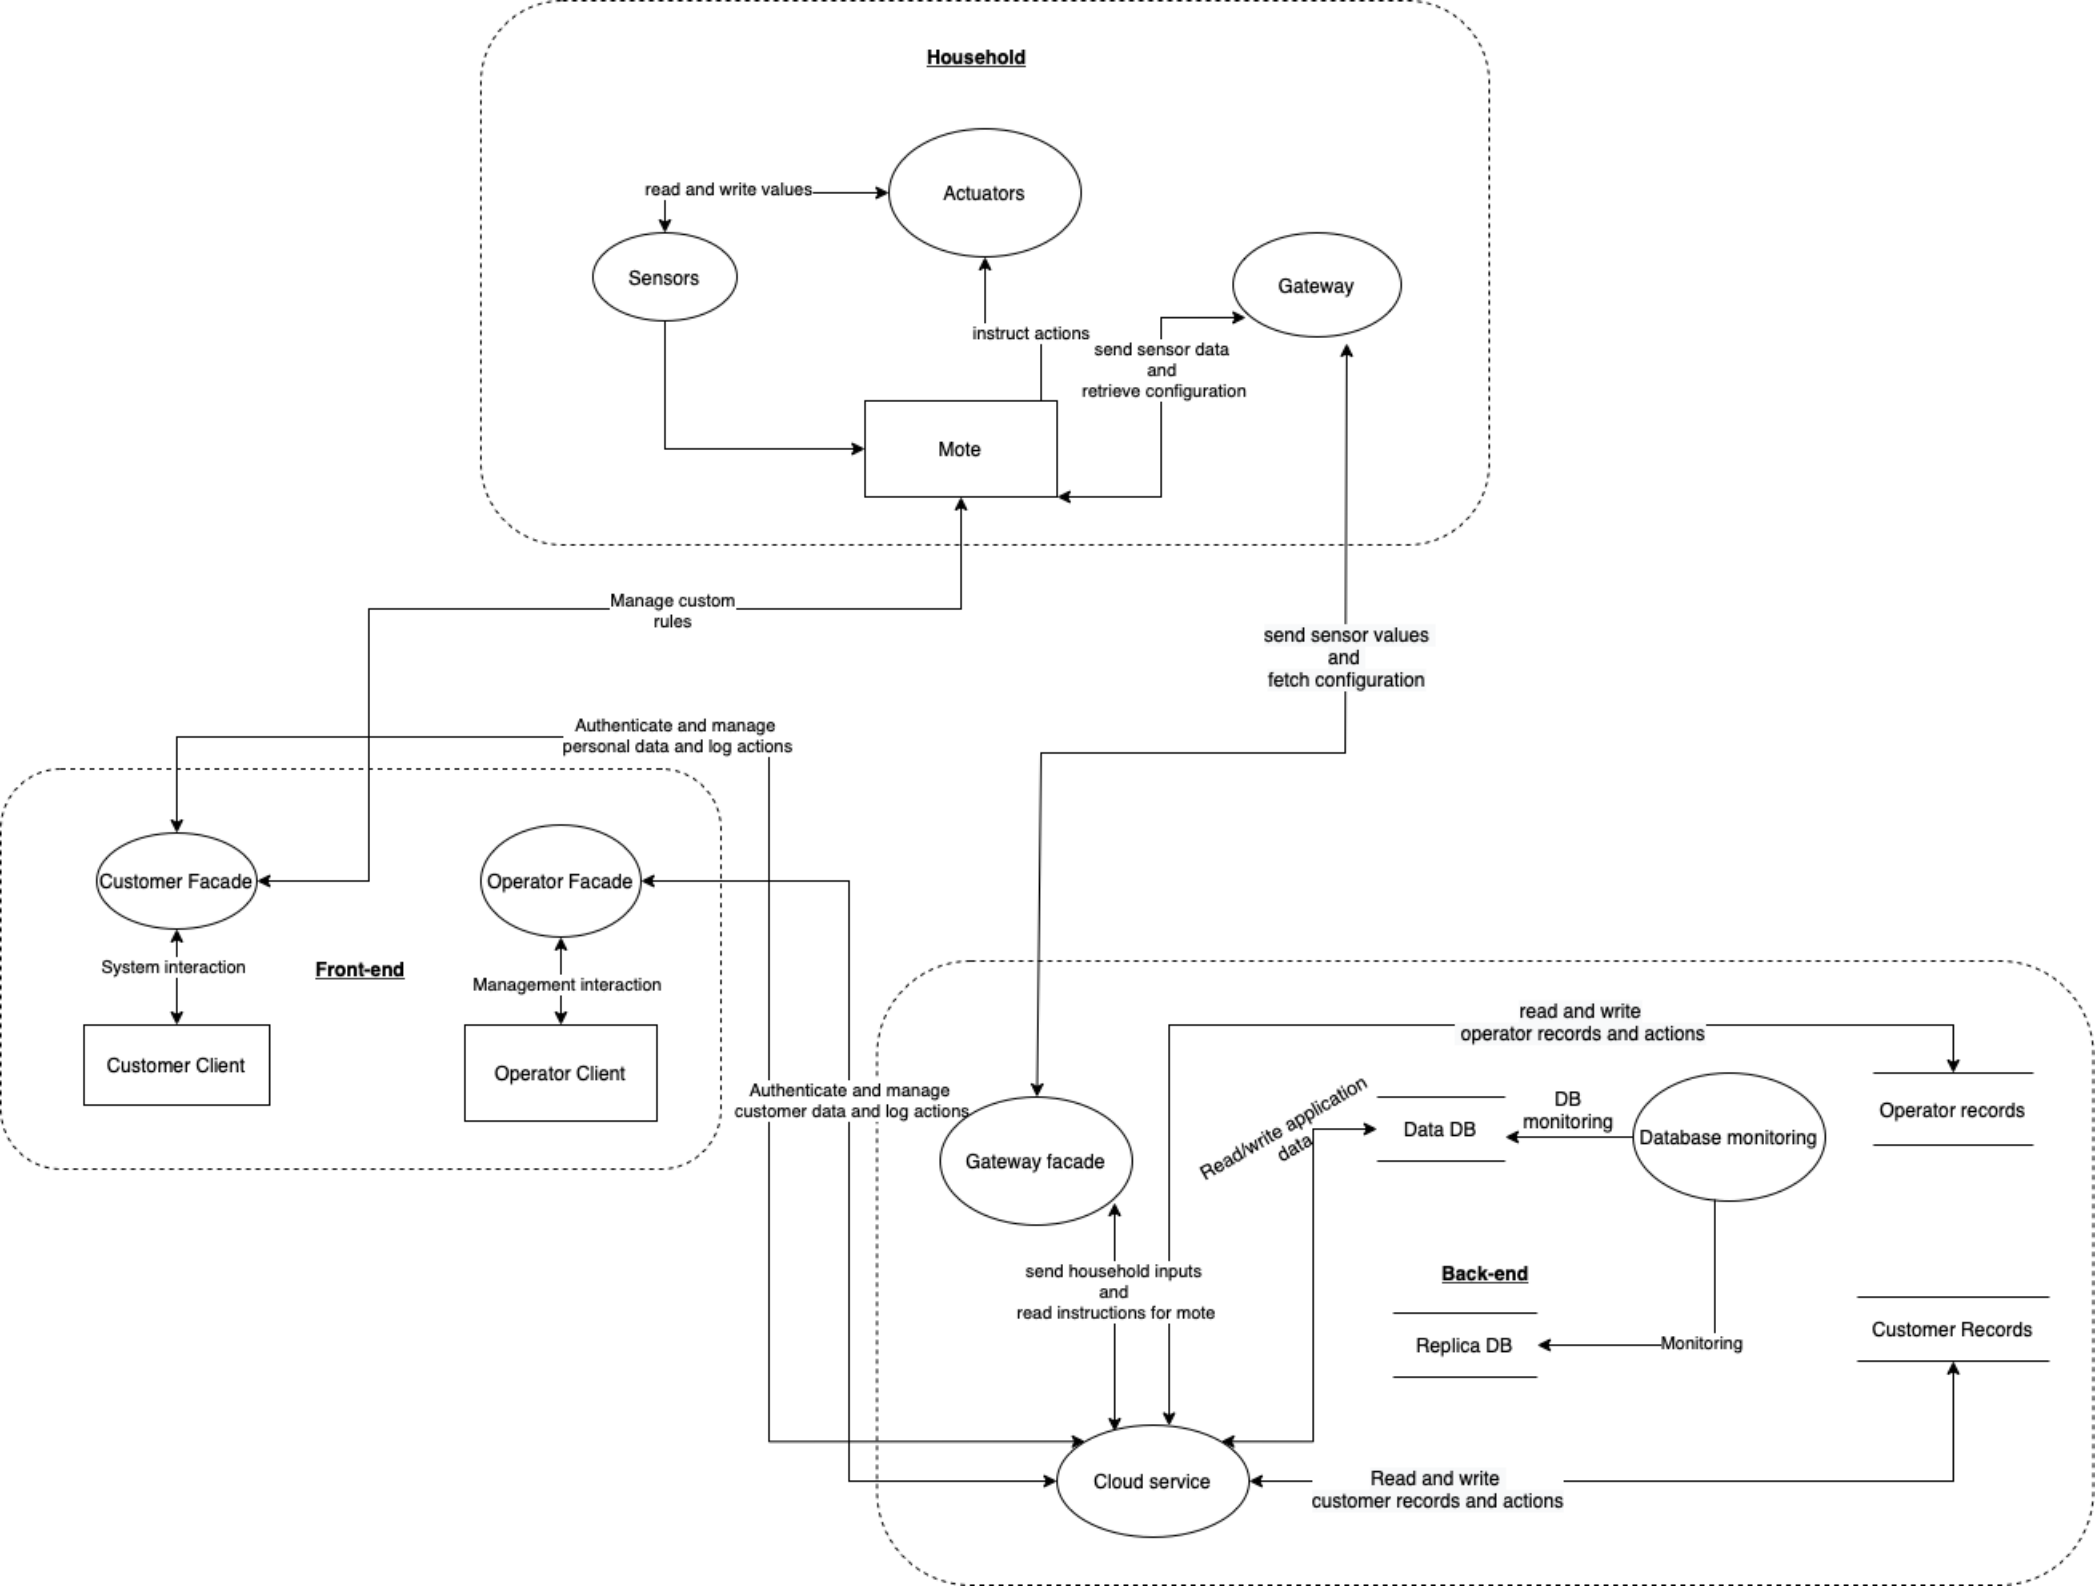 Household
Actuators
read and write values
Sensors
Gateway
instruct actions
send sensor data
and
retrieve configuration
Mote
Manage custom
rules
send sensor values
and
fetch configuration
Authenticate and manage
personal data and log actions
Customer Facade
Operator Facade
System interaction
Front-end
Management interaction
Customer Client
Operator Client
Authenticate and manage
customer data and log actions
read and write
operator records and actions
Read/write application
data
Data DB
DB
monitoring
Database monitoring
Operator records
Gateway facade
send household inputs
and
read instructions for mote
Back-end
Replica DB
Monitoring
Customer Records
Cloud service
Read and write
customer records and actions